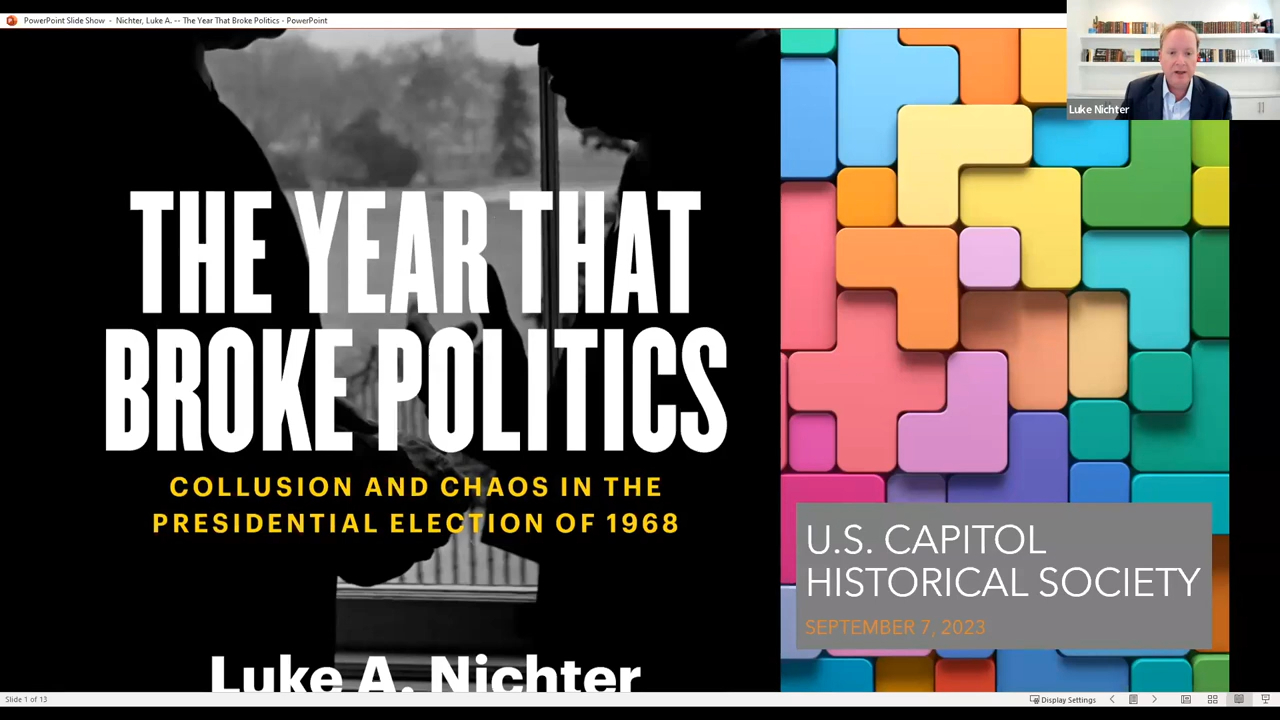 PowerPoint Slide Show - Nichter, Luke A. -- The Year That Broke Politics - PowerPoint
Luke Nichter
THE YEAR THAT
BROKE POLITICS
COLLUSION AND CHAOS IN THE
PRESIDENTIAL ELECTION OF 1968
Luke A. Nichter
U.S. CAPITOL
HISTORICAL SOCIETY
SEPTEMBER 7, 2023
Slide 1 of 13
Display Settings